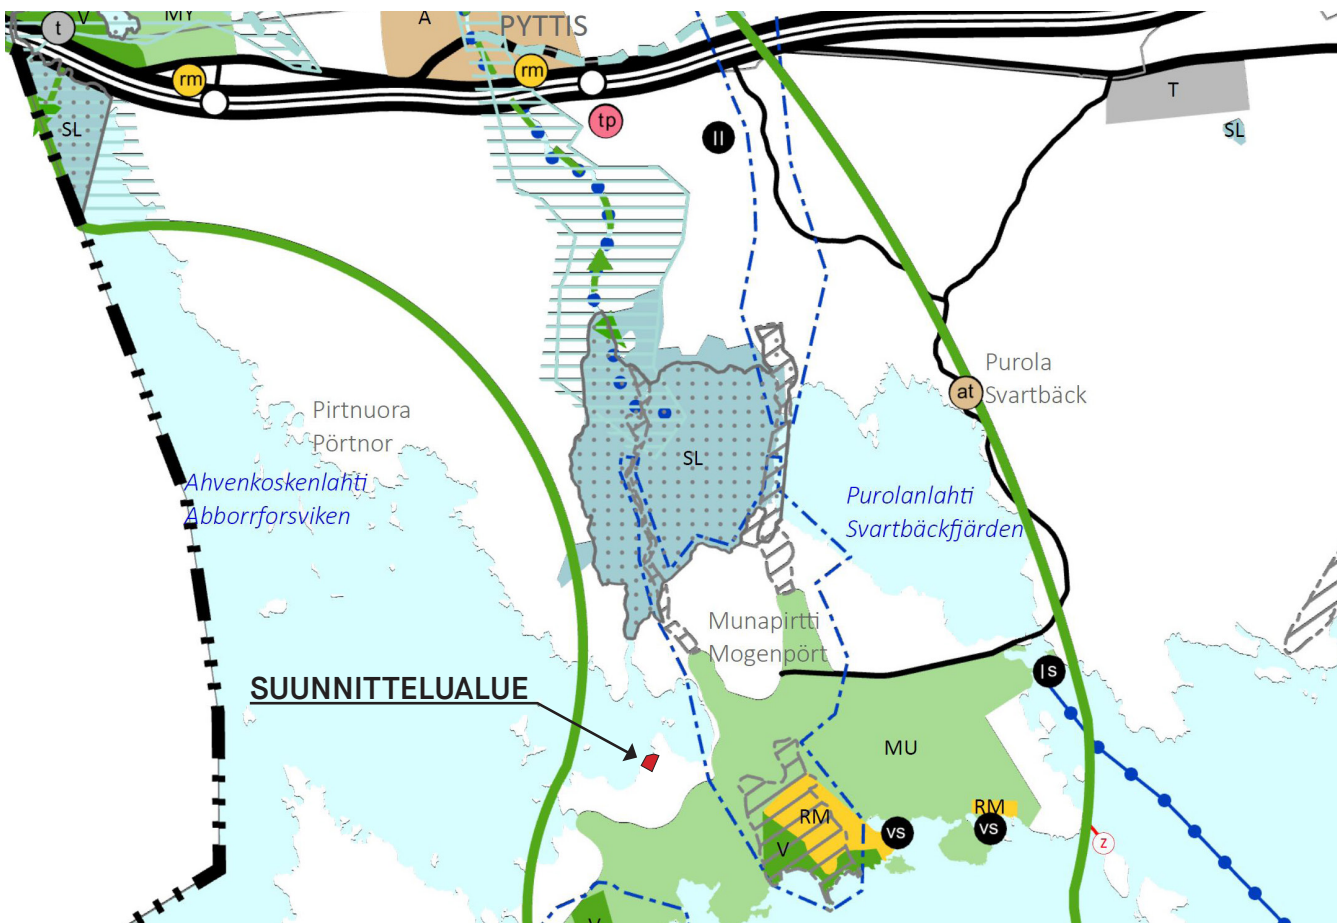 V
MY
A
PYTTIS
t
rm
rm
tp
ll
T
SL
SL
Purola
Svartbäck
at
Pirtnuora
Pörtnor
Ahvenkoskenlahti
Abborrforsviken
SL
Purolanlahti
Svartbäckfjärden
Munapirtti
Mogenpört
ls
SUUNNITTELUALUE
MU
RM
RM
vs
vs
V
z
V